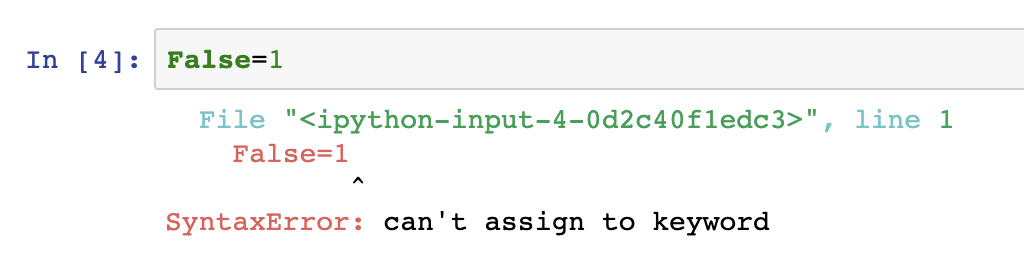 In [4]: False=1
File "<ipython-input-4-0d2c40f1edc3>", line 1
False=1
^
SyntaxError: can't assign to keyword